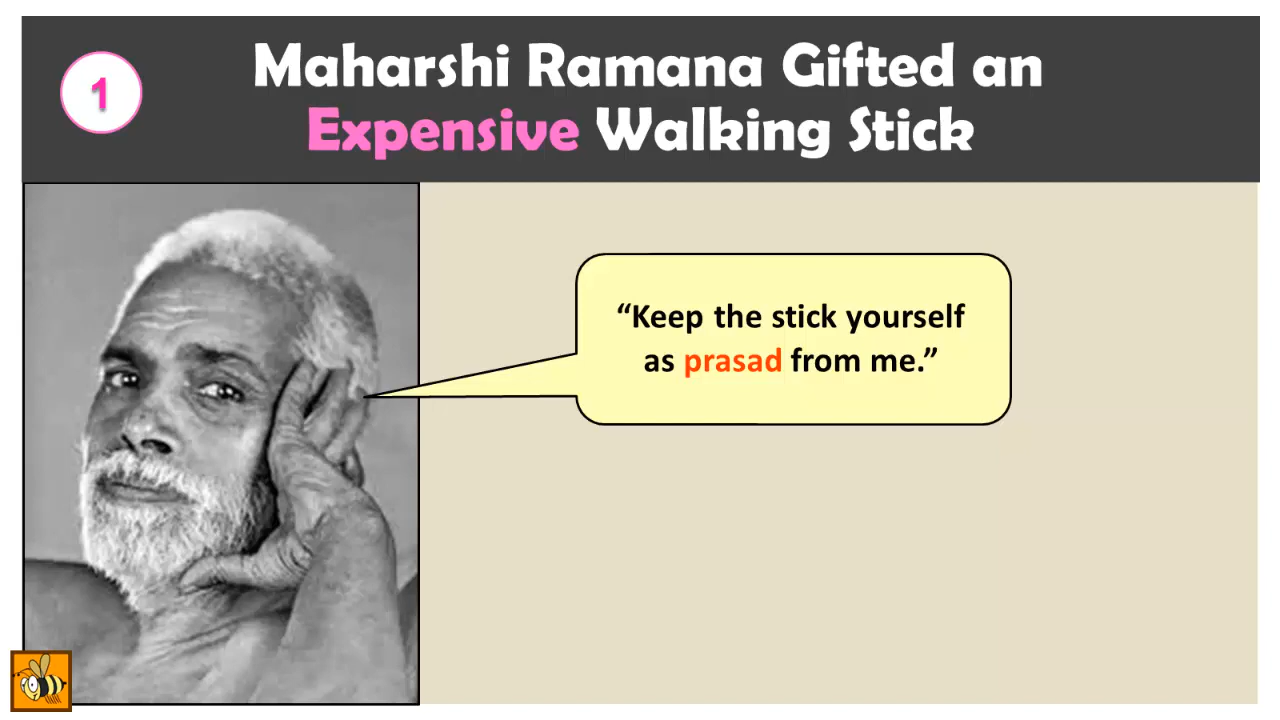 1
Maharshi Ramana Gifted an
Expensive Walking Stick
“Keep the stick yourself
as prasad from me.”